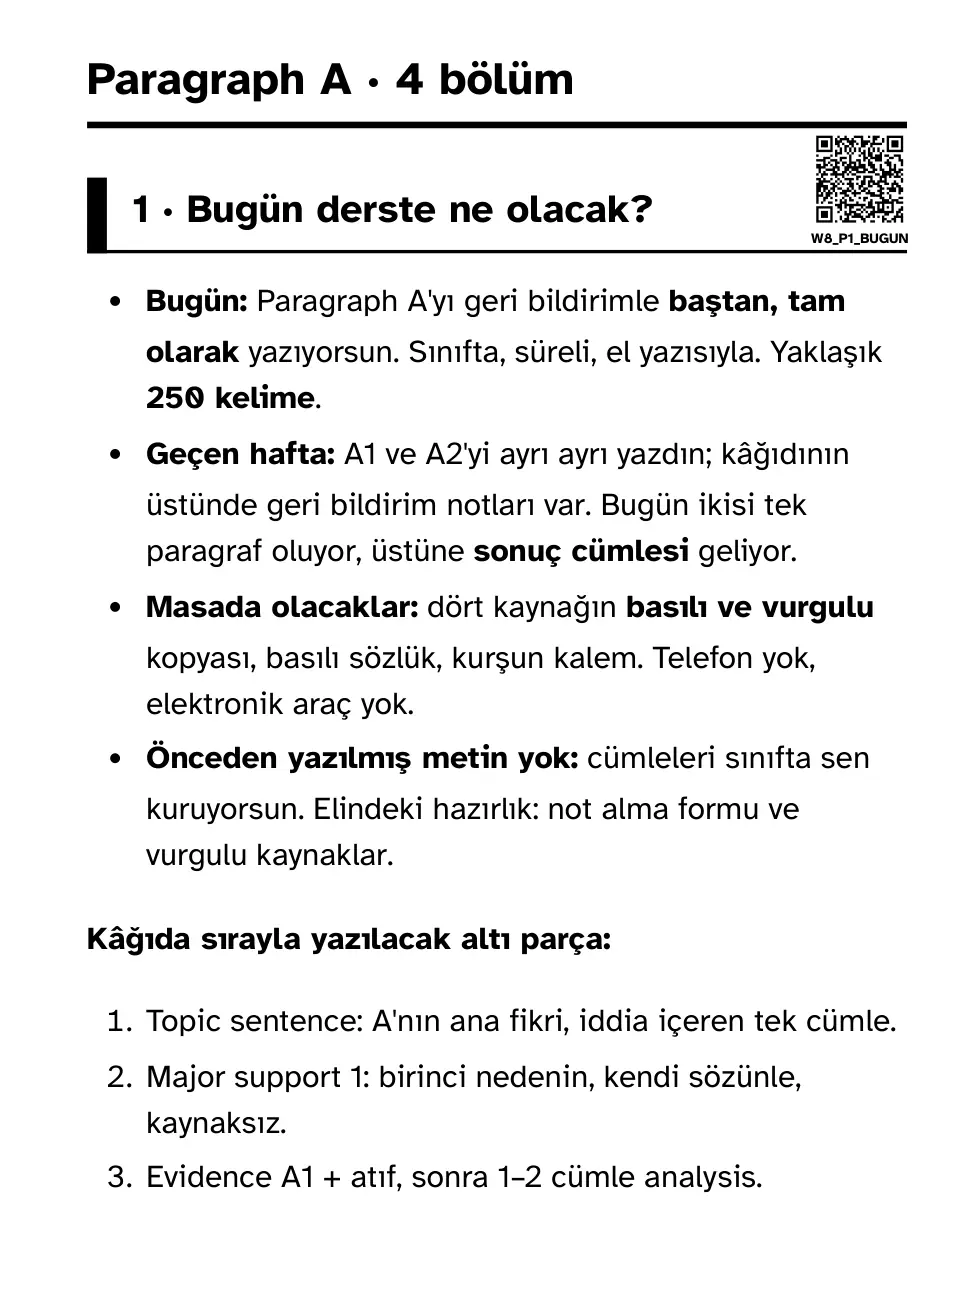 Paragraph A • 4 bölüm
1 • Bugün derste ne olacak?
W8_P1_BUGUN
• Bugün: Paragraph A'yı geri bildirimle baştan, tam
olarak yazıyorsun. Sınıfta, süreli, el yazısıyla. Yaklaşık
250 kelime.
• Geçen hafta: A1 ve A2'yi ayrı ayrı yazdın; kâğıdının
üstünde geri bildirim notları var. Bugün ikisi tek
paragraf oluyor, üstüne sonuç cümlesi geliyor.
• Masada olacaklar: dört kaynağın basılı ve vurgulu
kopyası, basılı sözlük, kurşun kalem. Telefon yok,
elektronik araç yok.
• Önceden yazılmış metin yok: cümleleri sınıfta sen
kuruyorsun. Elindeki hazırlık: not alma formu ve
vurgulu kaynaklar.
Kâğıda sırayla yazılacak altı parça:
1. Topic sentence: A'nın ana fikri, iddia içeren tek cümle.
2. Major support 1: birinci nedenin, kendi sözünle,
kaynaksız.
3. Evidence A1 + atıf, sonra 1–2 cümle analysis.